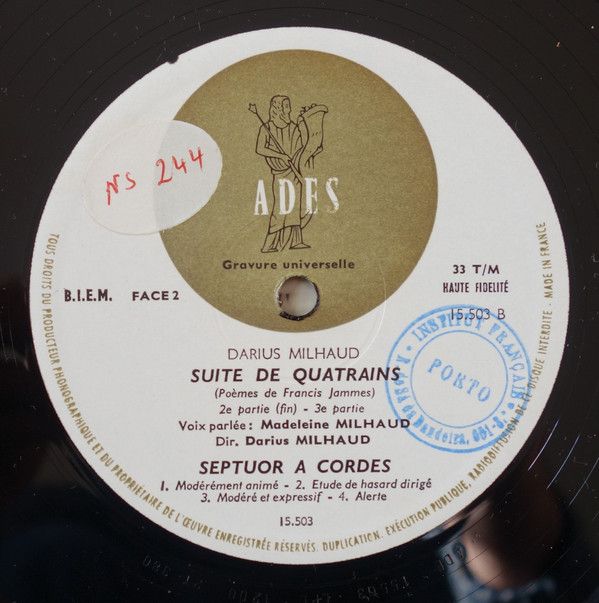 NS 244
ADES
Gravure universelle
B.I.E.M. FACE 2
33 T/M
HAUTE FIDELITÉ
15.503 B
DARIUS MILHAUD
SUITE DE QUATRAINS
(Poèmes de Francis Jammes)
2e partie (fin) - 3e partie
Voix parlée : Madeleine MILHAUD
Dir. Darius MILHAUD
SEPTUOR A CORDES
1. Modérément animé - 2. Etude de hasard dirigé
3. Modéré et expressif - 4. Alerte
15.503
INSTITUT FRANÇAIS
PORTO
TOUS DROITS DU PRODUCTEUR PHONOGRAPHIQUE ET DU PROPRIÉTAIRE DE L'ŒUVRE ENREGISTRÉE RÉSERVÉS. DUPLICATION, EXÉCUTION PUBLIQUE, RADIODIFFUSION DE CE DISQUE INTERDITE • MADE IN FRANCE